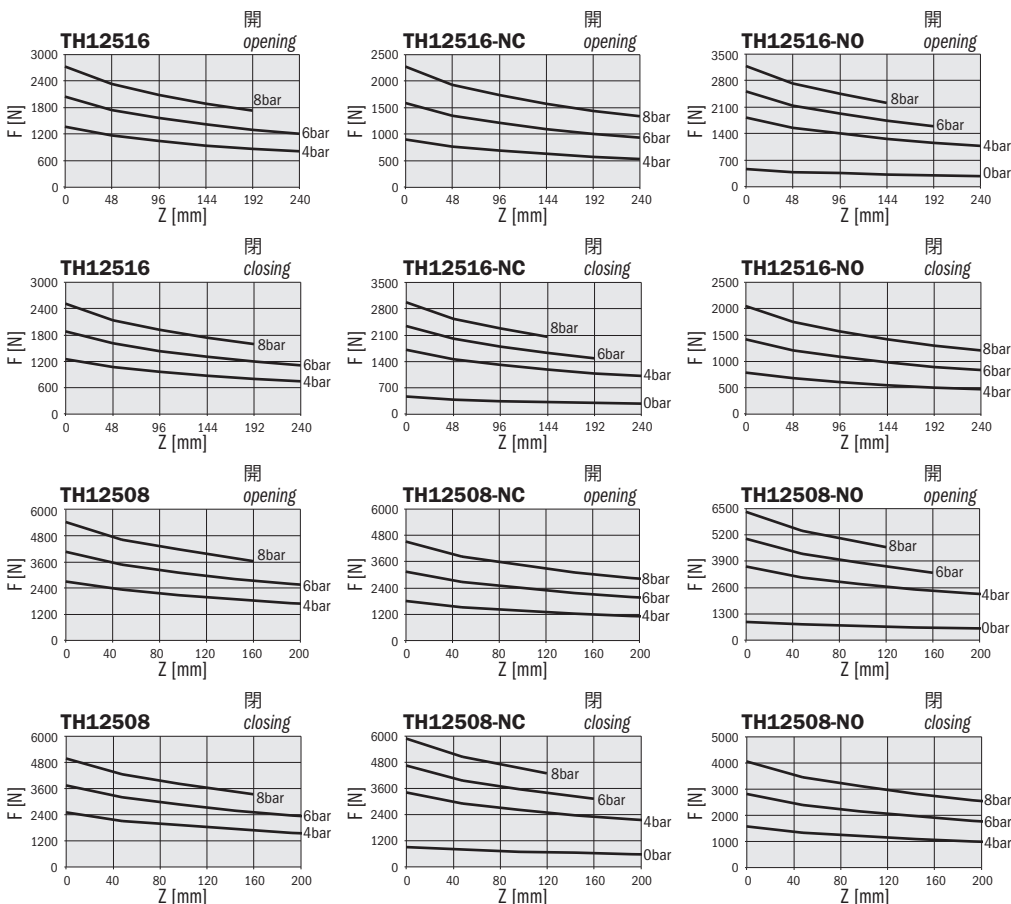 TH12516
開
opening
F [N]
3000
2400
1800
1200
600
0
8bar
6bar
4bar
0 48 96 144 192 240
Z [mm]
TH12516-NC
開
opening
F [N]
2500
2000
1500
1000
500
0
8bar
6bar
4bar
0 48 96 144 192 240
Z [mm]
TH12516-NO
開
opening
F [N]
3500
2800
2100
1400
700
0
8bar
6bar
4bar
0bar
0 48 96 144 192 240
Z [mm]
TH12516
閉
closing
F [N]
3000
2400
1800
1200
600
0
8bar
6bar
4bar
0 48 96 144 192 240
Z [mm]
TH12516-NC
閉
closing
F [N]
3500
2800
2100
1400
700
0
8bar
6bar
4bar
0bar
0 48 96 144 192 240
Z [mm]
TH12516-NO
閉
closing
F [N]
2500
2000
1500
1000
500
0
8bar
6bar
4bar
0 48 96 144 192 240
Z [mm]
TH12508
開
opening
F [N]
6000
4800
3600
2400
1200
0
8bar
6bar
4bar
0 40 80 120 160 200
Z [mm]
TH12508-NC
開
opening
F [N]
6000
4800
3600
2400
1200
0
8bar
6bar
4bar
0 40 80 120 160 200
Z [mm]
TH12508-NO
開
opening
F [N]
6500
5200
3900
2600
1300
0
8bar
6bar
4bar
0bar
0 40 80 120 160 200
Z [mm]
TH12508
閉
closing
F [N]
6000
4800
3600
2400
1200
0
8bar
6bar
4bar
0 40 80 120 160 200
Z [mm]
TH12508-NC
閉
closing
F [N]
6000
4800
3600
2400
1200
0
8bar
6bar
4bar
0bar
0 40 80 120 160 200
Z [mm]
TH12508-NO
閉
closing
F [N]
5000
4000
3000
2000
1000
0
8bar
6bar
4bar
0 40 80 120 160 200
Z [mm]